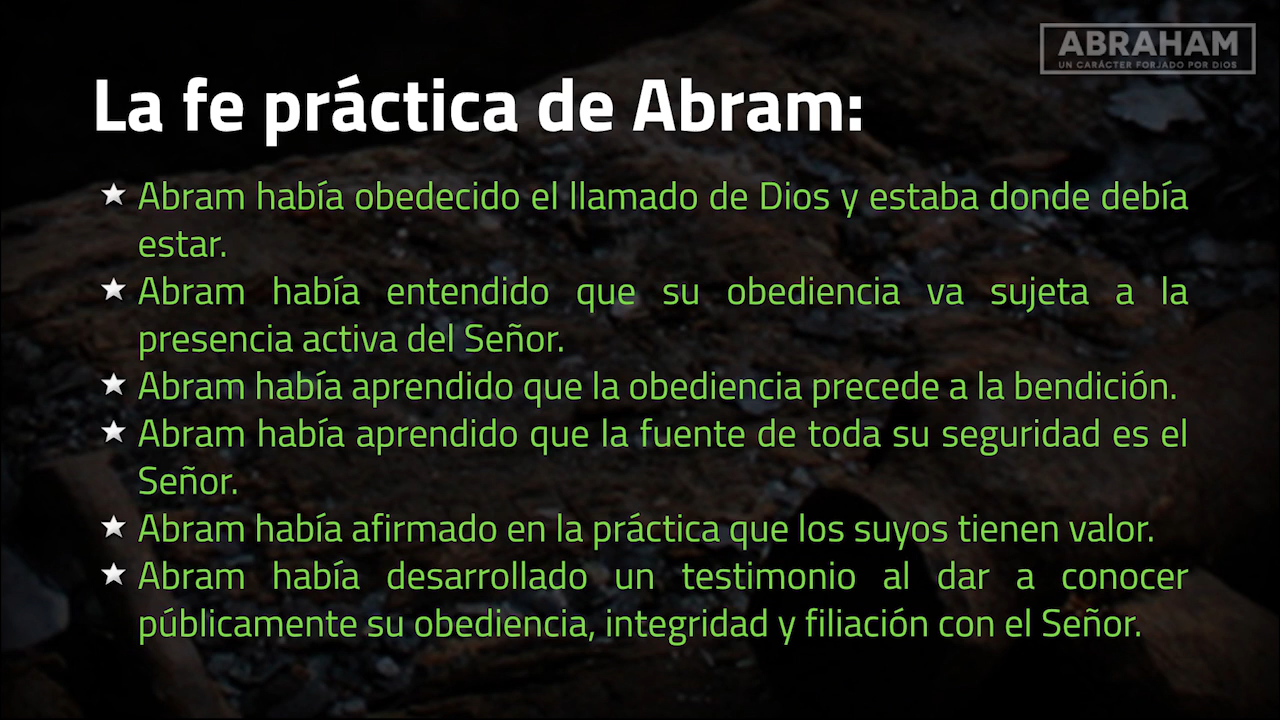 ABRAHAM
UN CARÁCTER FORJADO POR DIOS
La fe práctica de Abram:
Abram había obedecido el llamado de Dios y estaba donde debía
estar.
Abram había entendido que su obediencia va sujeta a la
presencia activa del Señor.
Abram había aprendido que la obediencia precede a la bendición.
Abram había aprendido que la fuente de toda su seguridad es el
Señor.
Abram había afirmado en la práctica que los suyos tienen valor.
Abram había desarrollado un testimonio al dar a conocer
públicamente su obediencia, integridad y filiación con el Señor.